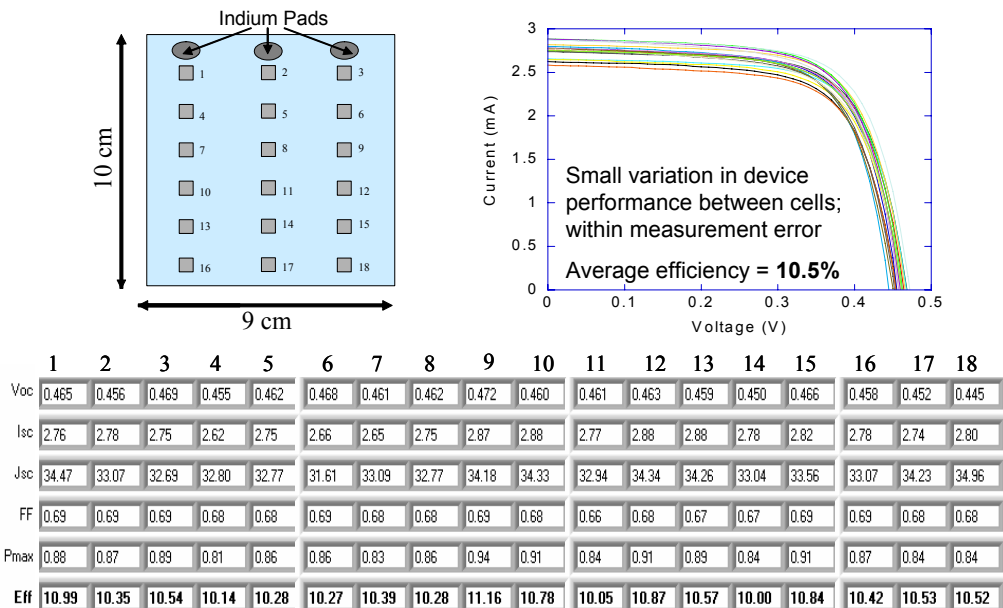 Indium Pads
1 2 3
4 5 6
7 8 9
10 11 12
13 14 15
16 17 18
10 cm
9 cm
3
2.5
2
1.5
1
0.5
0
Current (mA)
Small variation in device
performance between cells;
within measurement error
Average efficiency = 10.5%
0 0.1 0.2 0.3 0.4 0.5
Voltage (V)
1 2 3 4 5 6 7 8 9 10 11 12 13 14 15 16 17 18
Voc 0.465 0.456 0.469 0.455 0.462 0.468 0.461 0.462 0.472 0.460 0.461 0.463 0.459 0.450 0.466 0.458 0.452 0.445
Isc 2.76 2.78 2.75 2.62 2.75 2.66 2.65 2.75 2.87 2.88 2.77 2.88 2.88 2.78 2.82 2.78 2.74 2.80
Jsc 34.47 33.07 32.69 32.80 32.77 31.61 33.09 32.77 34.18 34.33 32.94 34.34 34.26 33.04 33.56 33.07 34.23 34.96
FF 0.69 0.69 0.69 0.68 0.68 0.69 0.68 0.68 0.69 0.68 0.66 0.68 0.67 0.67 0.69 0.69 0.68 0.68
Pmax 0.88 0.87 0.89 0.81 0.86 0.86 0.83 0.86 0.94 0.91 0.84 0.91 0.89 0.84 0.91 0.87 0.84 0.84
Eff 10.99 10.35 10.54 10.14 10.28 10.27 10.39 10.28 11.16 10.78 10.05 10.87 10.57 10.00 10.84 10.42 10.53 10.52